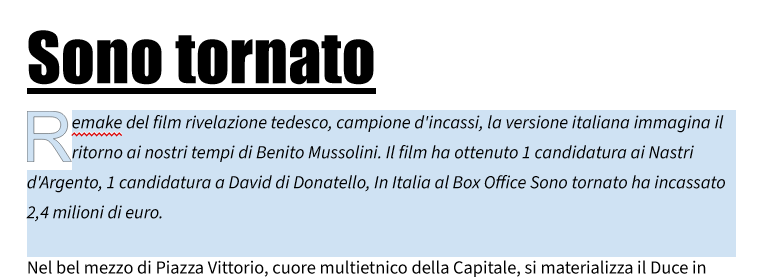 Sono tornato
Remake del film rivelazione tedesco, campione d'incassi, la versione italiana immagina il
ritorno ai nostri tempi di Benito Mussolini. Il film ha ottenuto 1 candidatura ai Nastri
d'Argento, 1 candidatura a David di Donatello, In Italia al Box Office Sono tornato ha incassato
2,4 milioni di euro.
Nel bel mezzo di Piazza Vittorio, cuore multietnico della Capitale, si materializza il Duce in